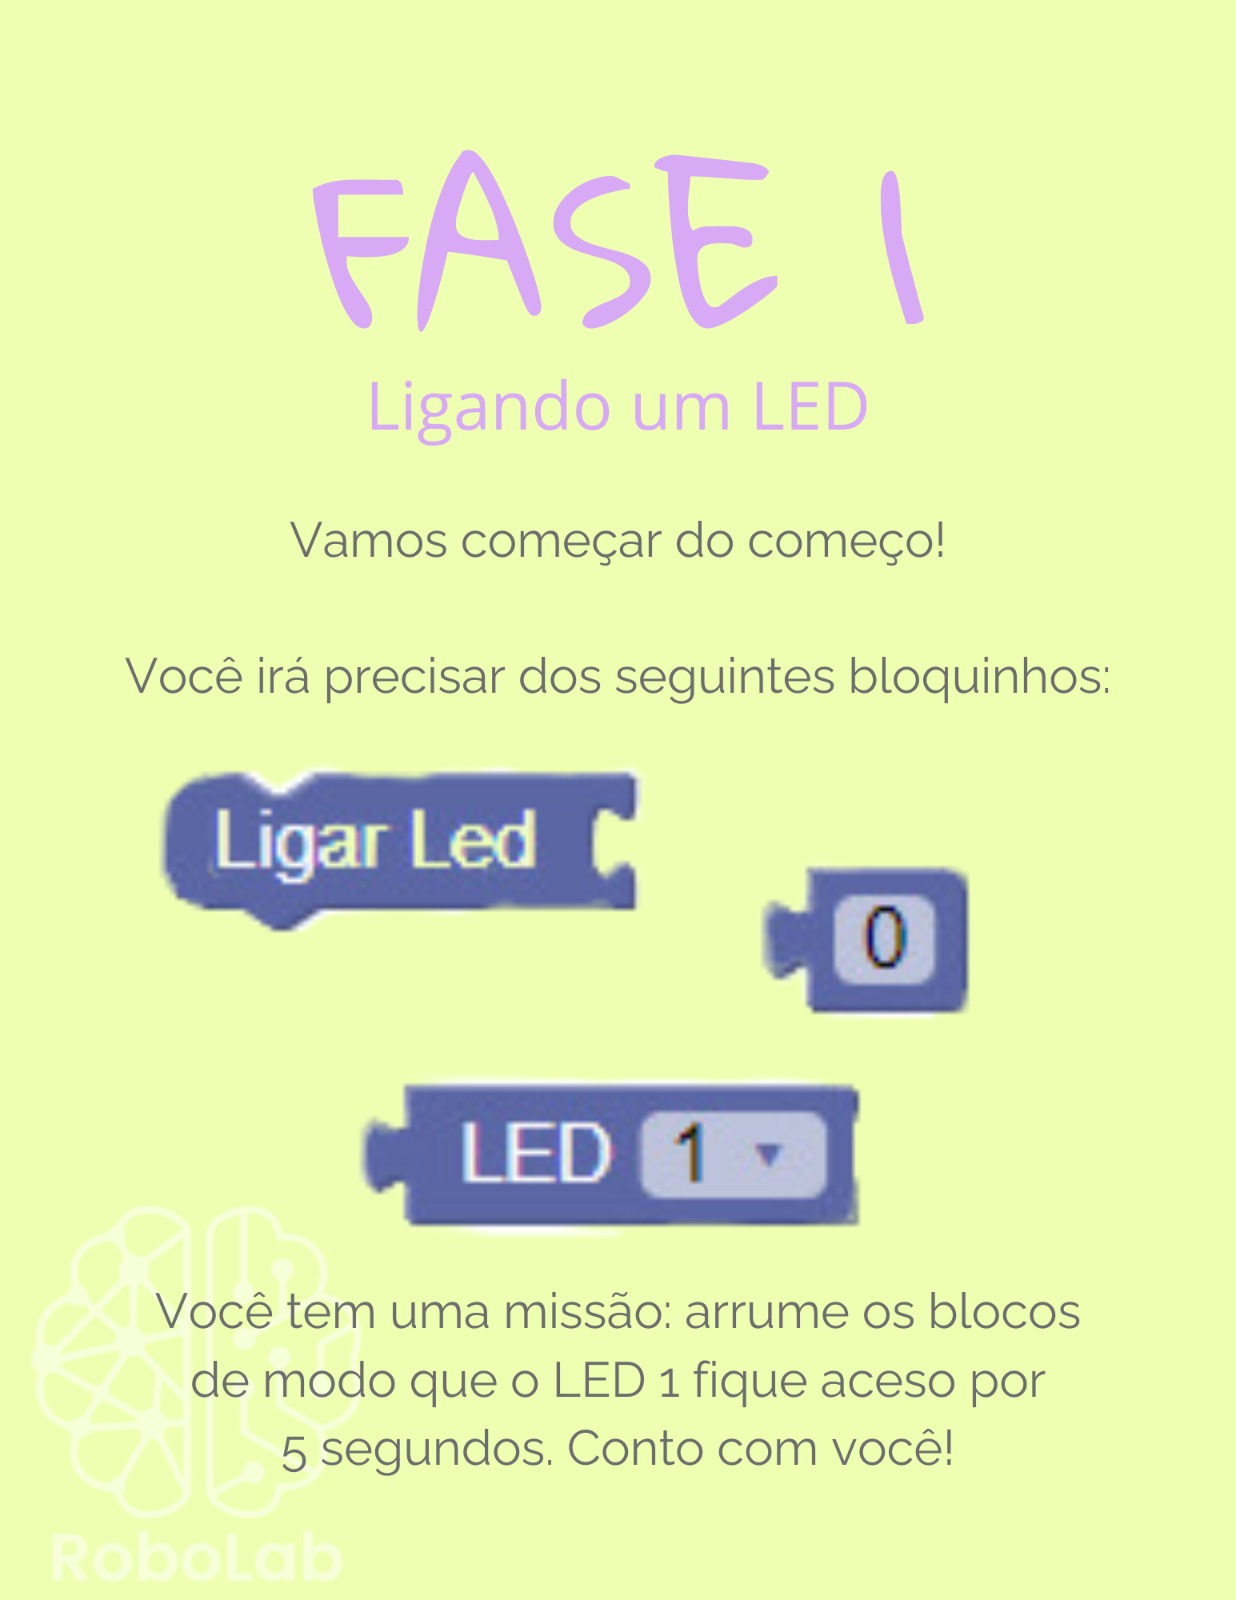 FASE 1
Ligando um LED
Vamos começar do começo!
Você irá precisar dos seguintes bloquinhos:
Ligar Led
0
LED 1
Você tem uma missão: arrume os blocos
de modo que o LED 1 fique aceso por
5 segundos. Conto com você!
RoboLab